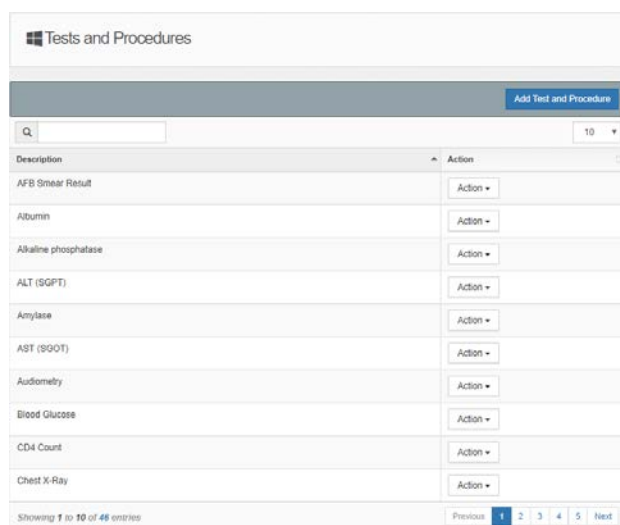 Tests and Procedures
Add Test and Procedure
10
Description Action
AFB Smear Result Action
Albumin Action
Alkaline phosphatase Action
ALT (SGPT) Action
Amylase Action
AST (SGOT) Action
Audiometry Action
Blood Glucose Action
CD4 Count Action
Chest X-Ray Action
Showing 1 to 10 of 46 entries Previous 1 2 3 4 5 Next